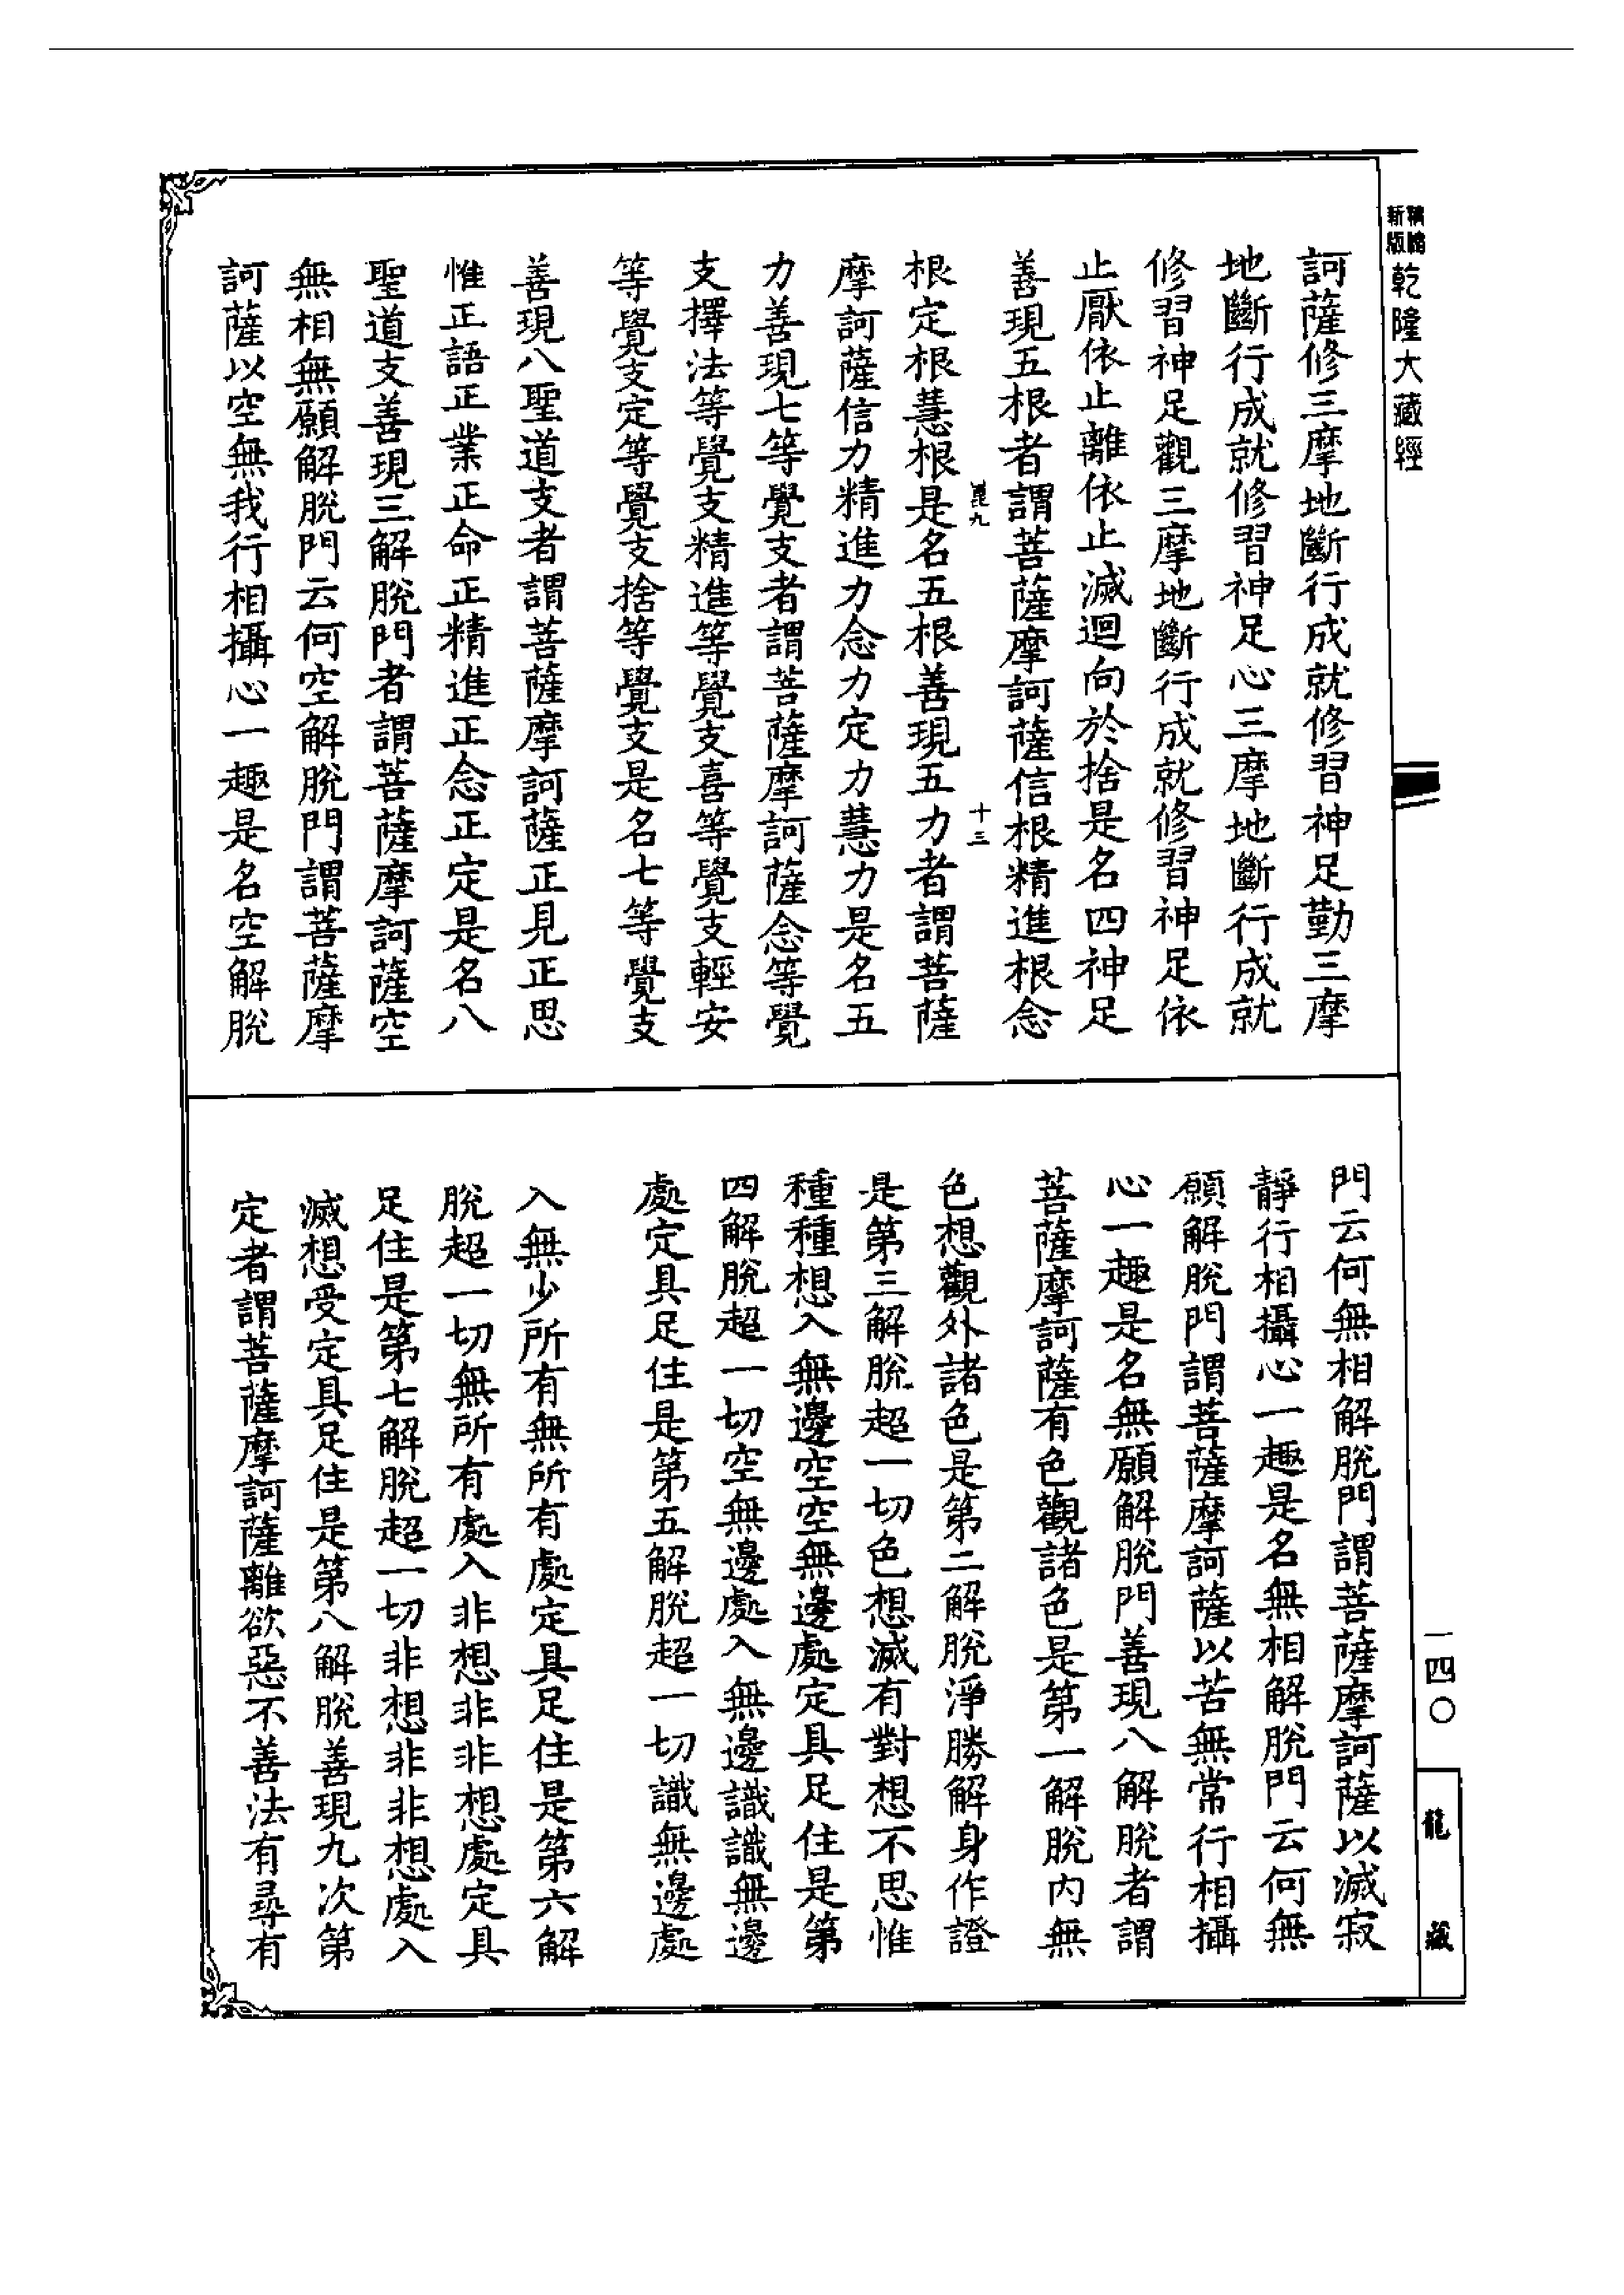 新版
精縮
乾隆大藏經
訶薩修三摩地斷行成就修習神足勤三摩
地斷行成就修習神足心三摩地斷行成就
修習神足觀三摩地斷行成就修習神足依
止厭依止離依止滅迴向於捨是名四神足
善現五根者謂菩薩摩訶薩信根精進根念
十三
根定根慧根是名五根善現五力者謂菩薩
摩訶薩信力精進力念力定力慧力是名五
力善現七等覺支者謂菩薩摩訶薩念等覺
支擇法等覺支精進等覺支喜等覺支輕安
等覺支定等覺支捨等覺支是名七等覺支
善現八聖道支者謂菩薩摩訶薩正見正思
惟正語正業正命正精進正念正定是名八
聖道支善現三解脫門者謂菩薩摩訶薩空
無相無願解脫門云何空解脫門謂菩薩摩
訶薩以空無我行相攝心一趣是名空解脫
門云何無相解脫門謂菩薩摩訶薩以滅寂
靜行相攝心一趣是名無相解脫門云何無
願解脫門謂菩薩摩訶薩以苦無常行相攝
心一趣是名無願解脫門善現八解脫者謂
菩薩摩訶薩有色觀諸色是第一解脫內無
色想觀外諸色是第二解脫淨勝解身作證
是第三解脫超一切色想滅有對想不思惟
種種想入無邊空空無邊處定具足住是第
四解脫超一切空無邊處入無邊識識無邊
處定具足住是第五解脫超一切識無邊處
入無少所有無所有處定具足住是第六解
脫超一切無所有處入非想非非想處定具
足住是第七解脫超一切非想非非想處入
滅想受定具足住是第八解脫善現九次第
定者謂菩薩摩訶薩離欲惡不善法有尋有
一四〇
龍藏